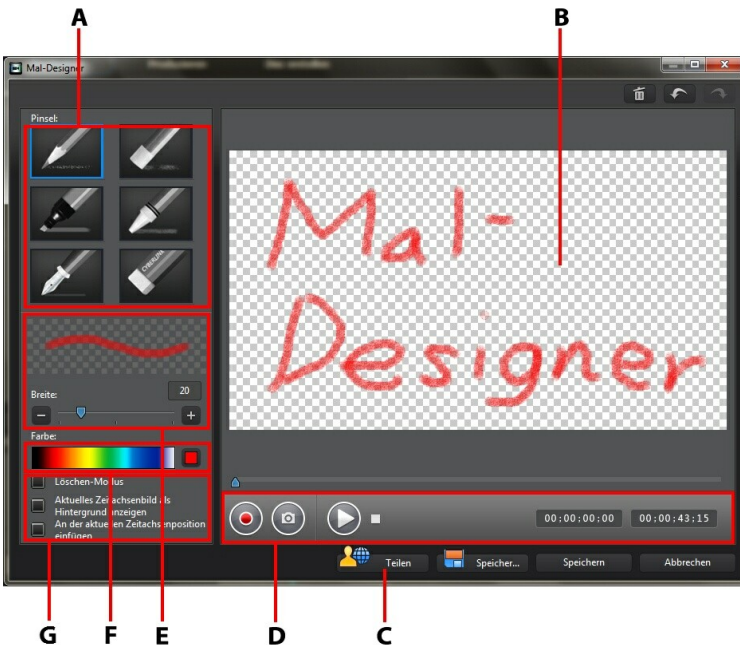 A
B
Mal-Designer
Pinsel:
CYBERLINK
Mal-
Designer
Breite:
20
Farbe:
Löschen-Modus
Aktuelles Zeitachsenbild als
Hintergrund anzeigen
An der aktuellen Zeitachsenposition
einfügen
00;00;00;00
00;00;43;15
Teilen
Speicher...
Speichern
Abbrechen
G
F
E
D
C